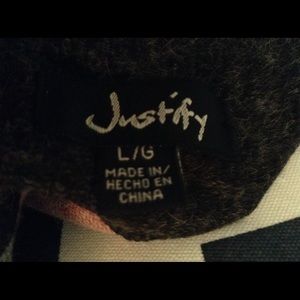 Justify
L/G
MADE IN/
HECHO EN
CHINA